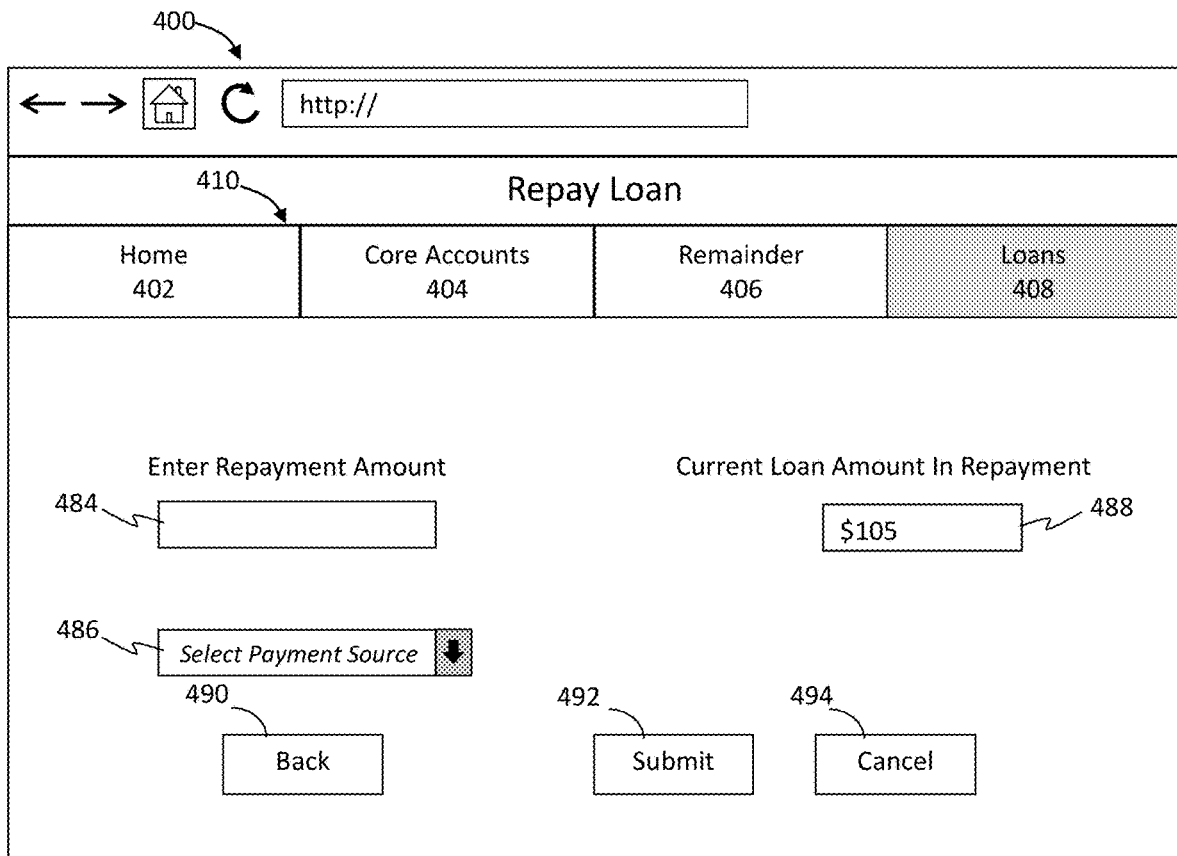 400
http://
410
Repay Loan
Home
Core Accounts
Remainder
Loans
402
404
406
408
Enter Repayment Amount
Current Loan Amount In Repayment
484
$105
488
486
Select Payment Source
490
492
494
Back
Submit
Cancel